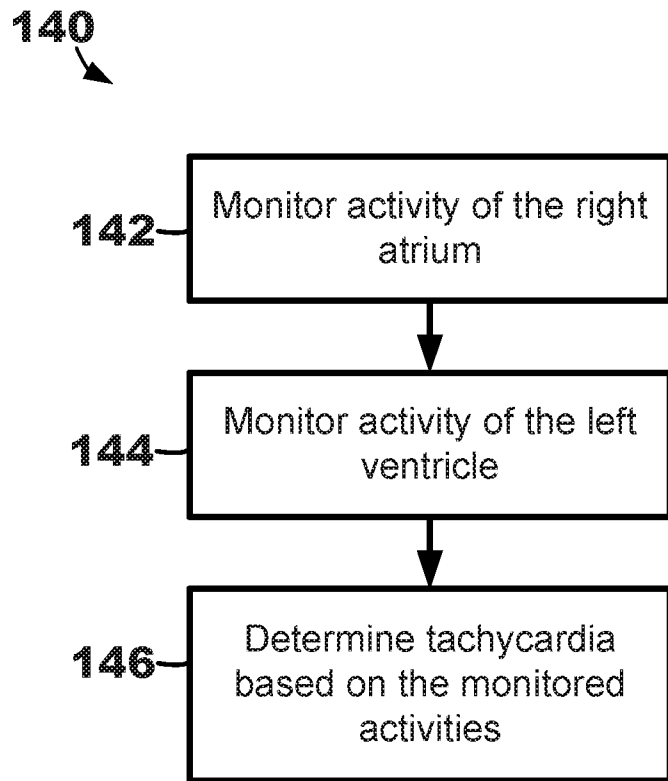 140
142
Monitor activity of the right
atrium
144
Monitor activity of the left
ventricle
146
Determine tachycardia
based on the monitored
activities